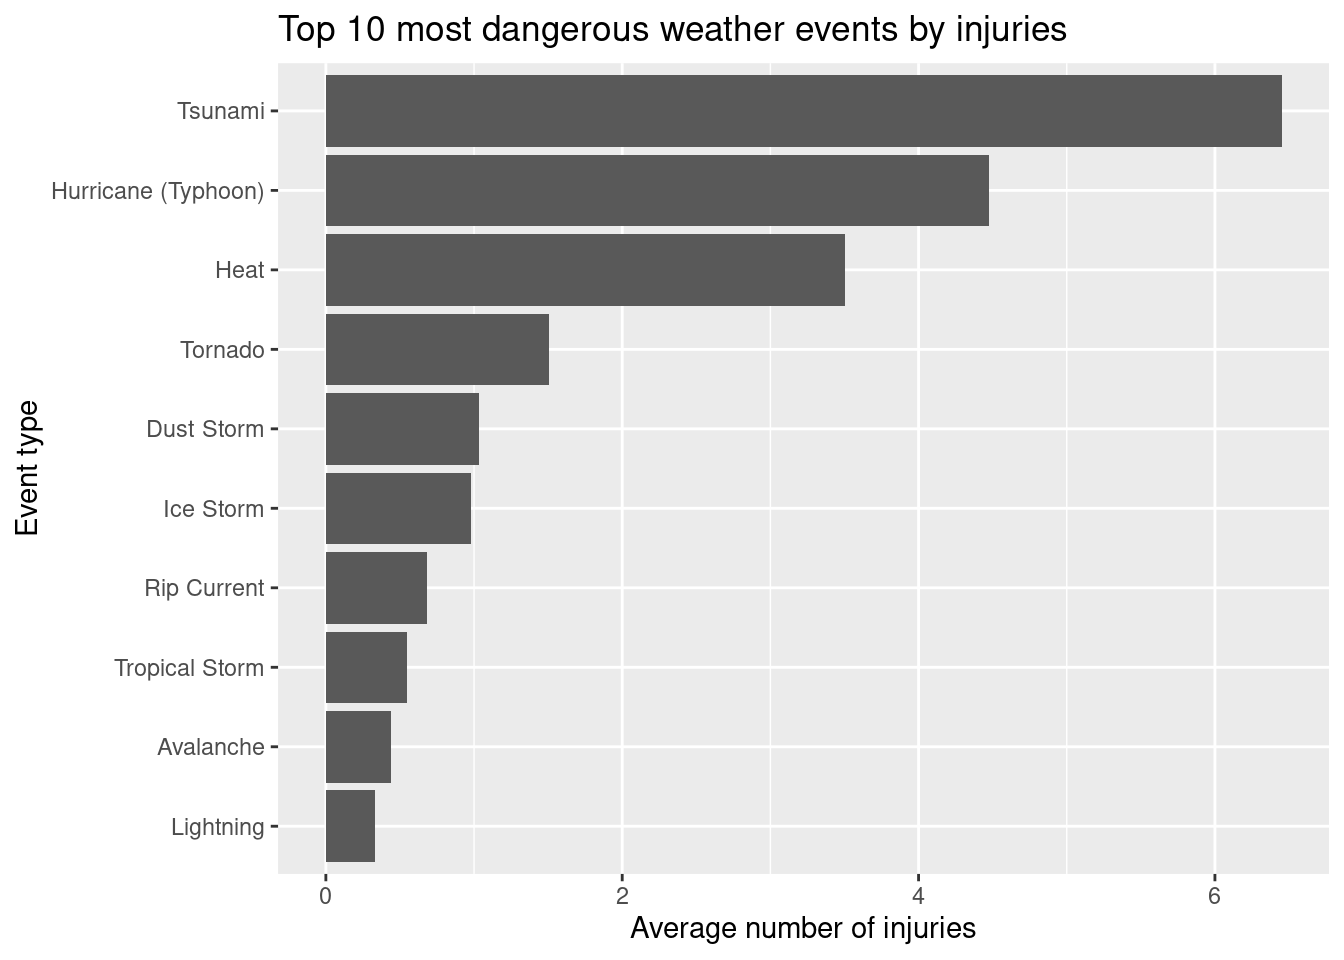 Top 10 most dangerous weather events by injuries
Tsunami
Hurricane (Typhoon)
Heat
Tornado
Dust Storm
Ice Storm
Rip Current
Tropical Storm
Avalanche
Lightning
Event type
0 2 4 6
Average number of injuries